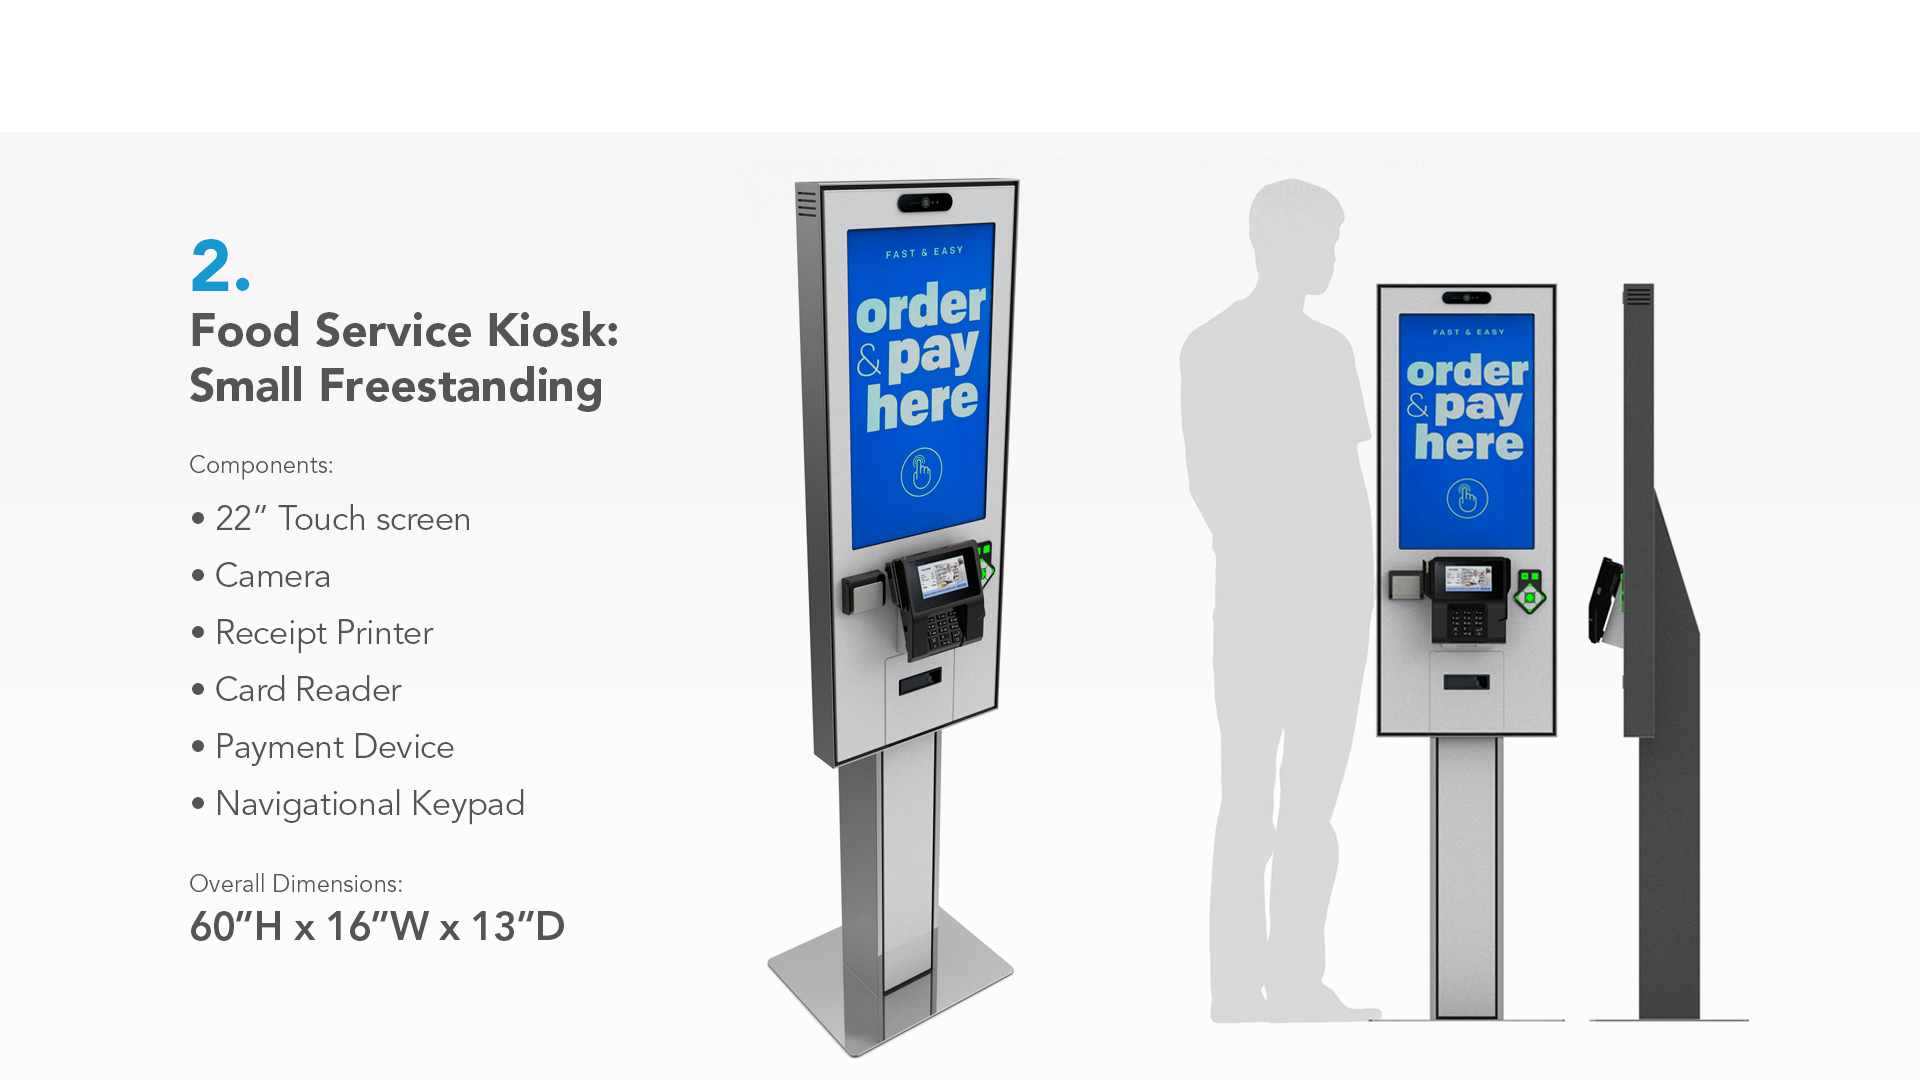 2.
Food Service Kiosk:
Small Freestanding
Components:
• 22” Touch screen
• Camera
• Receipt Printer
• Card Reader
• Payment Device
• Navigational Keypad
Overall Dimensions:
60”H x 16”W x 13”D
FAST & EASY
order
& pay
here
FAST & EASY
order
& pay
here